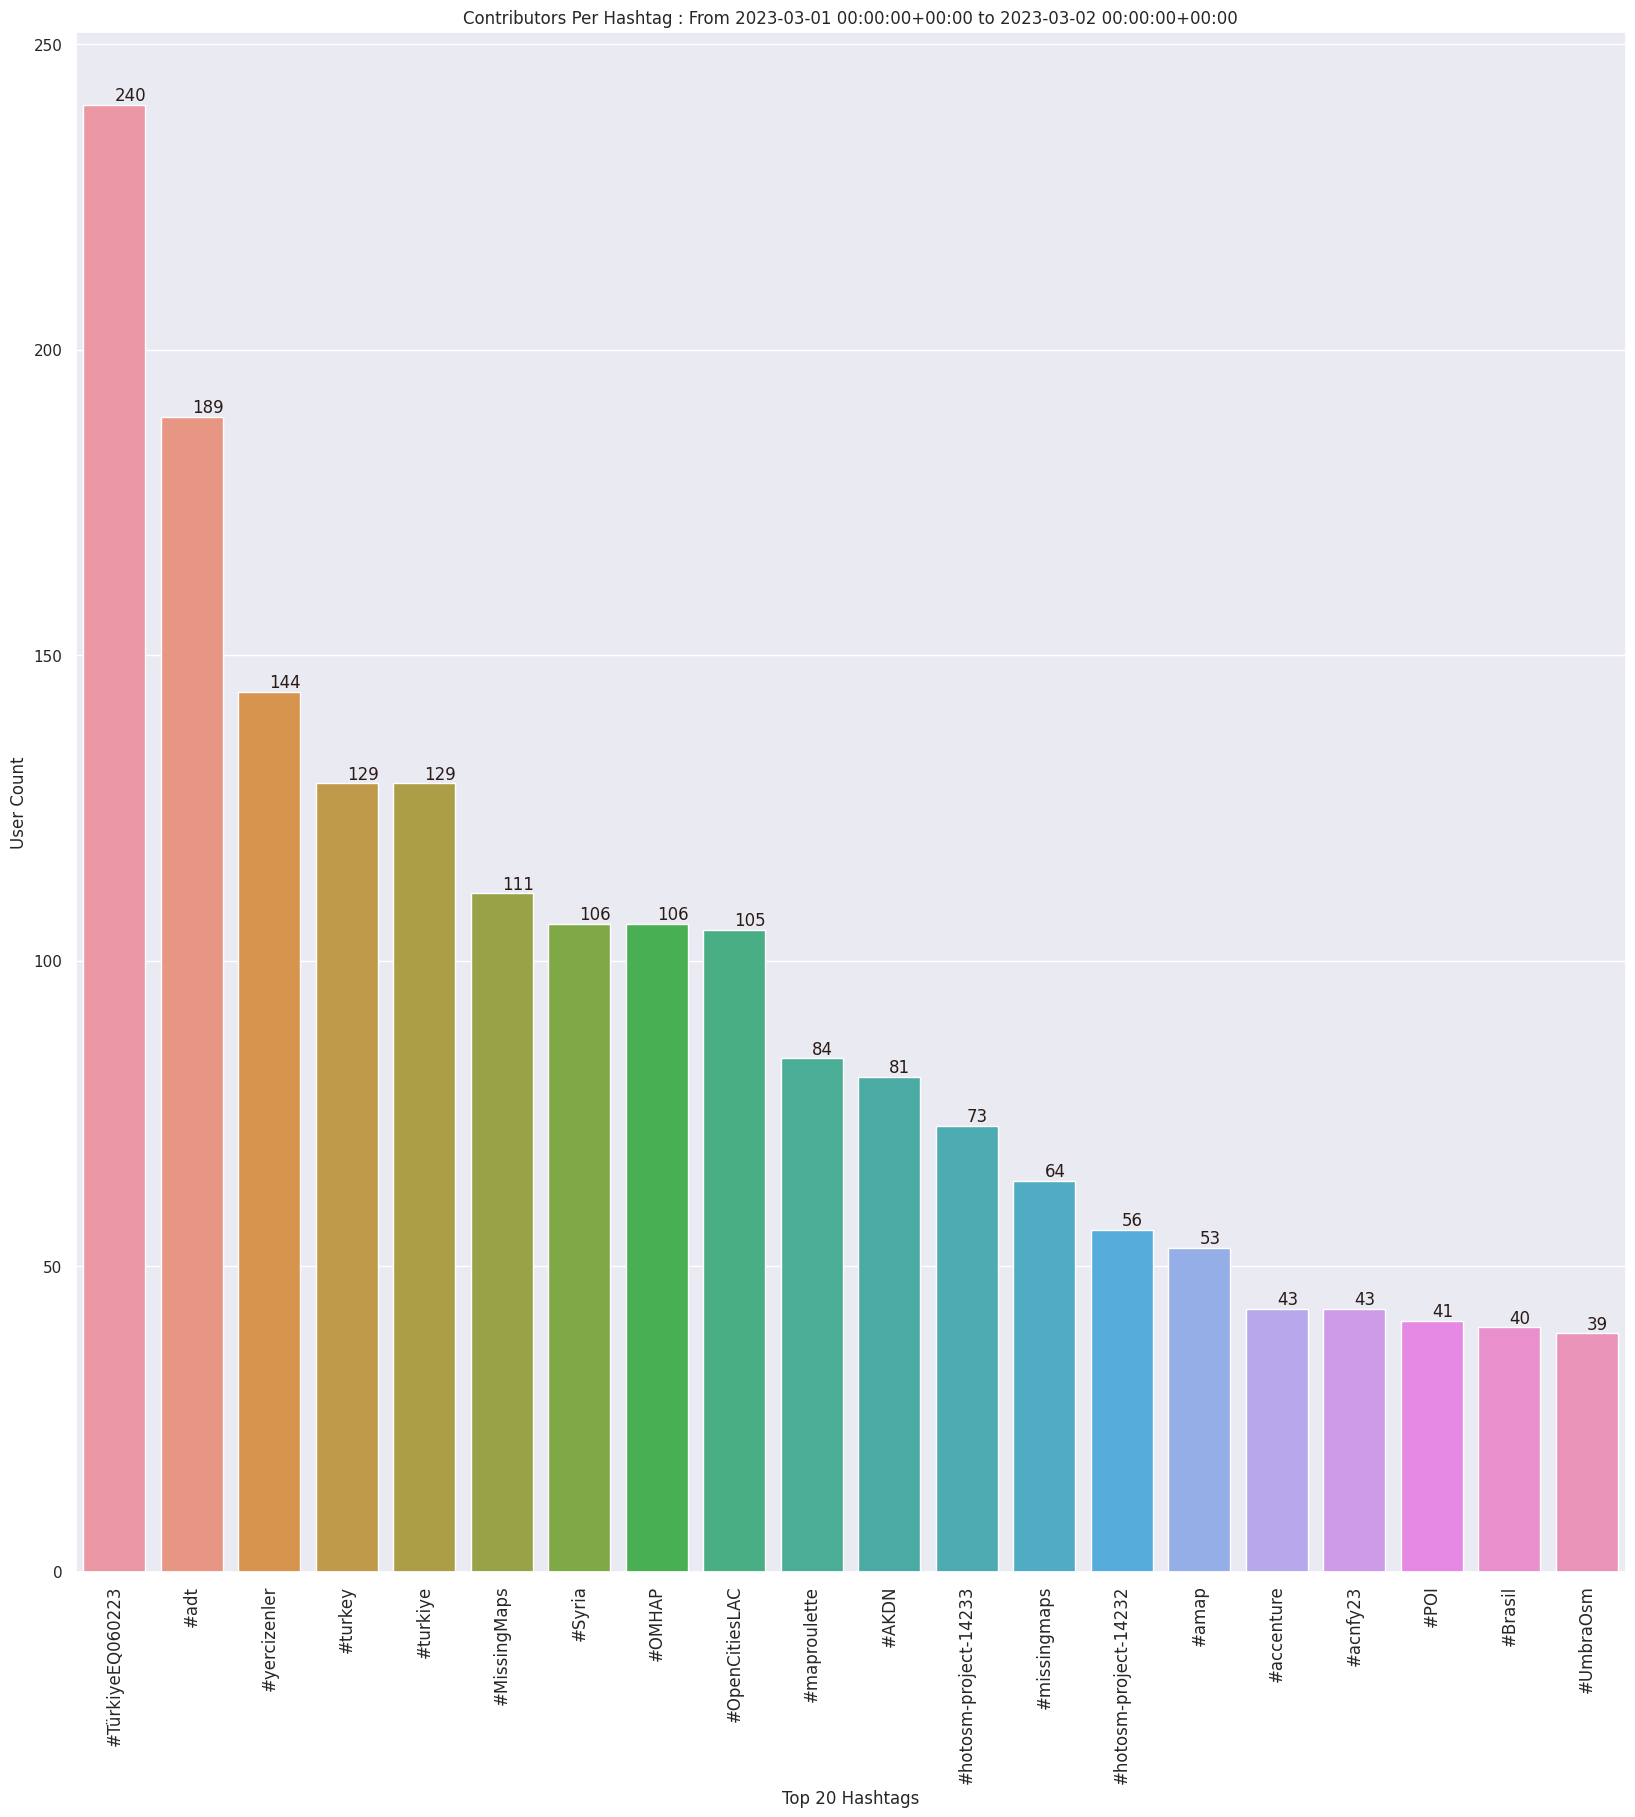 Contributors Per Hashtag : From 2023-03-01 00:00:00+00:00 to 2023-03-02 00:00:00+00:00
User Count
250
200
150
100
50
0
240
189
144
129
129
111
106
106
105
84
81
73
64
56
53
43
43
41
40
39
#TürkiyeEQ060223
#adt
#yercizenler
#turkey
#turkiye
#MissingMaps
#Syria
#OMHAP
#OpenCitiesLAC
#maproulette
#AKDN
#hotosm-project-14233
#missingmaps
#hotosm-project-14232
#amap
#accenture
#acnfy23
#POI
#Brasil
#UmbraOsm
Top 20 Hashtags